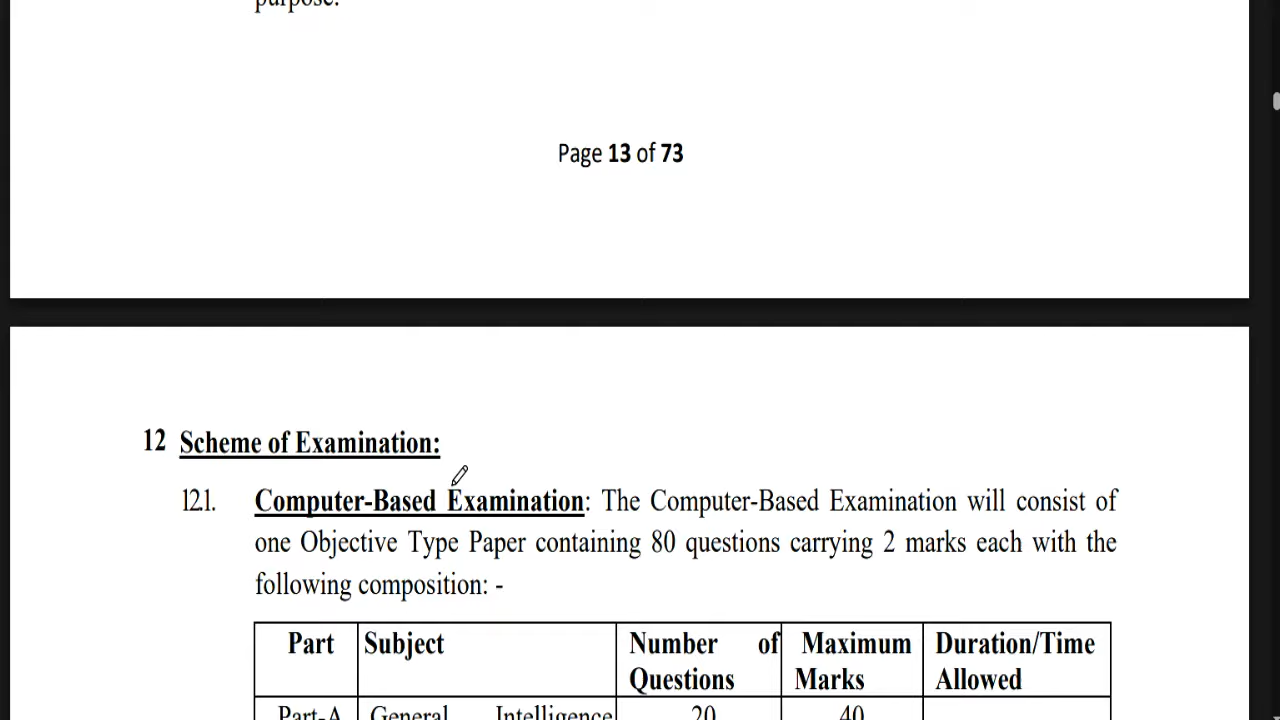 purpose.
Page 13 of 73
12 Scheme of Examination:
12.1. Computer-Based Examination: The Computer-Based Examination will consist of
one Objective Type Paper containing 80 questions carrying 2 marks each with the
following composition: -
Part Subject Number of Maximum Duration/Time
Questions Marks Allowed
Part-A General Intelligence 20 40